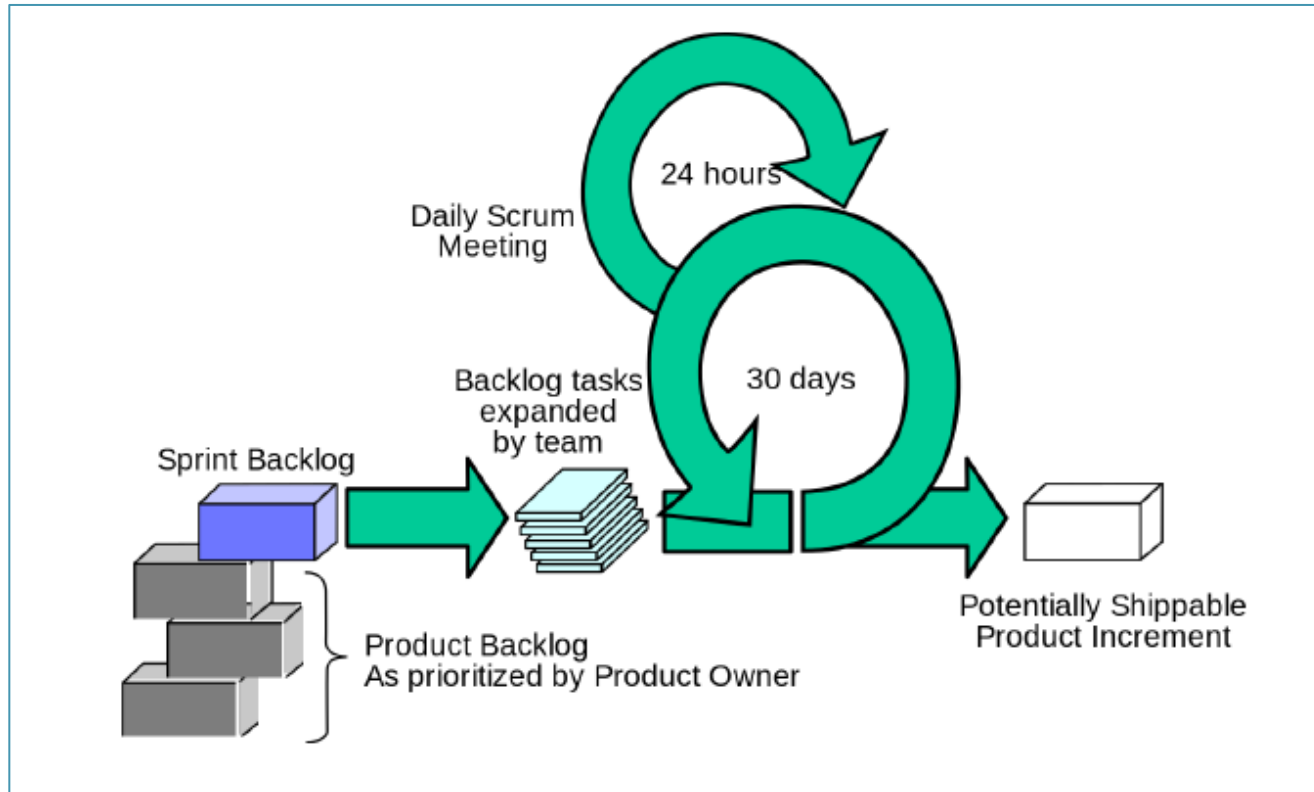 24 hours
Daily Scrum
Meeting
30 days
Backlog tasks
expanded
by team
Sprint Backlog
Potentially Shippable
Product Increment
Product Backlog
As prioritized by Product Owner